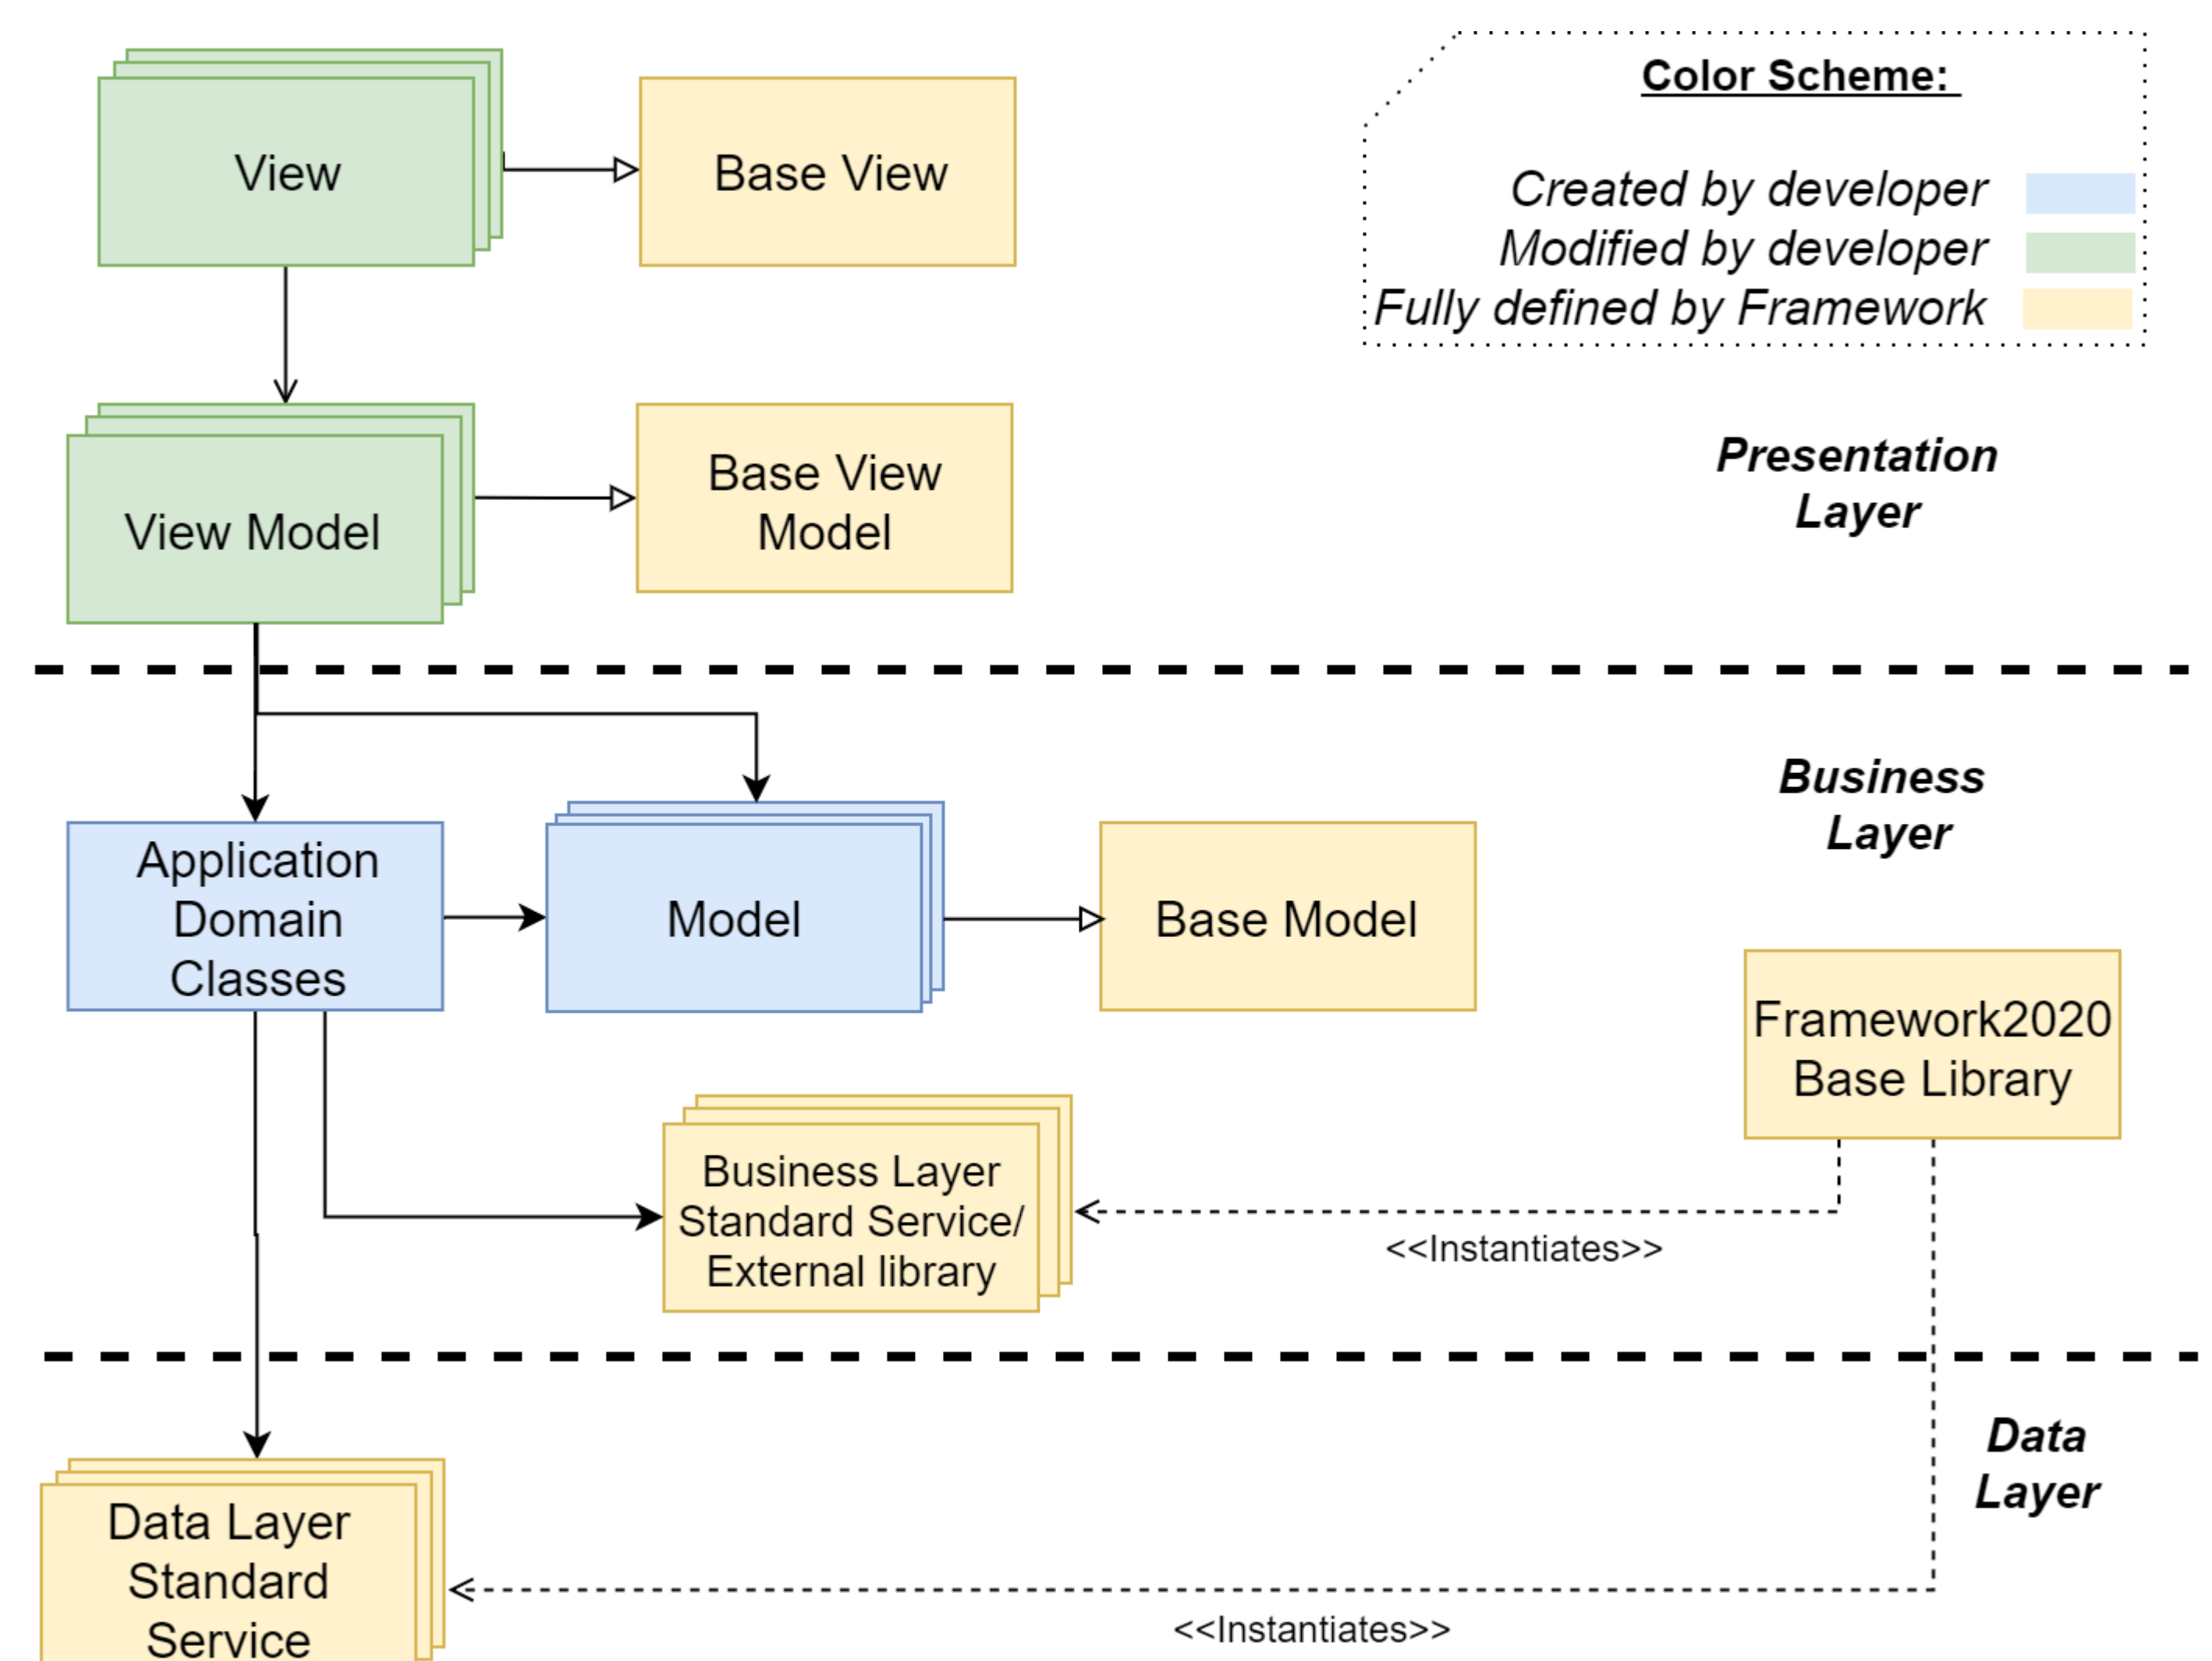 Color Scheme:
Created by developer
Modified by developer
Fully defined by Framework
View
Base View
View Model
Base View
Model
Presentation
Layer
Business
Layer
Application
Domain
Classes
Model
Base Model
Framework2020
Base Library
Business Layer
Standard Service/
External library
<<Instantiates>>
Data
Layer
Data Layer
Standard
Service
<<Instantiates>>